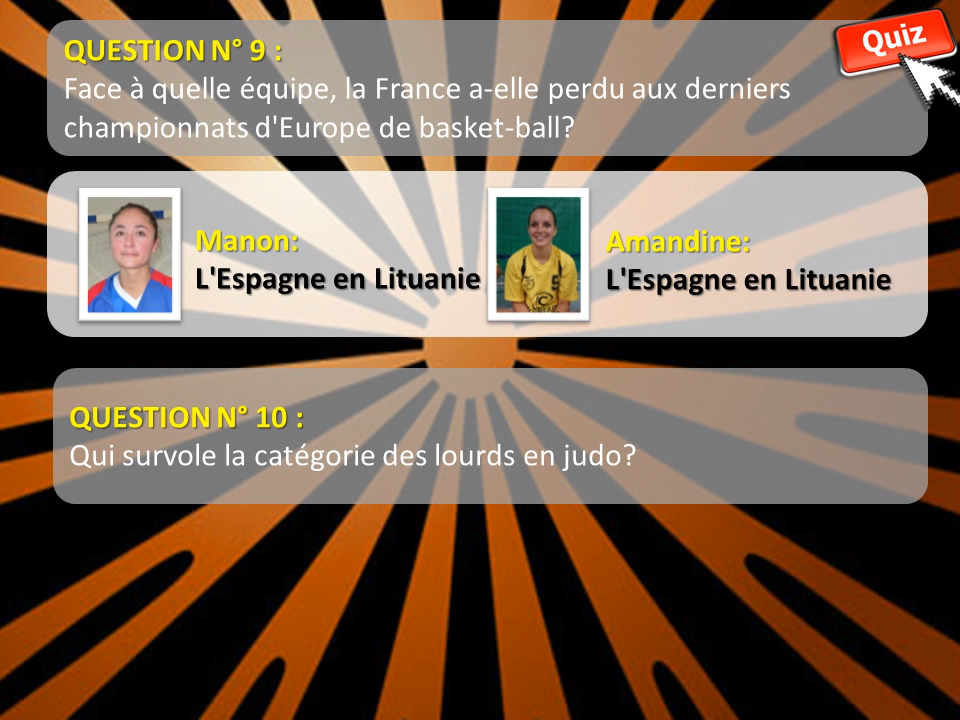 QUESTION N° 9 :
Quiz
Face à quelle équipe, la France a-elle perdu aux derniers
championnats d'Europe de basket-ball?
Manon:
L'Espagne en Lituanie
Amandine:
L'Espagne en Lituanie
QUESTION N° 10 :
Qui survole la catégorie des lourds en judo?